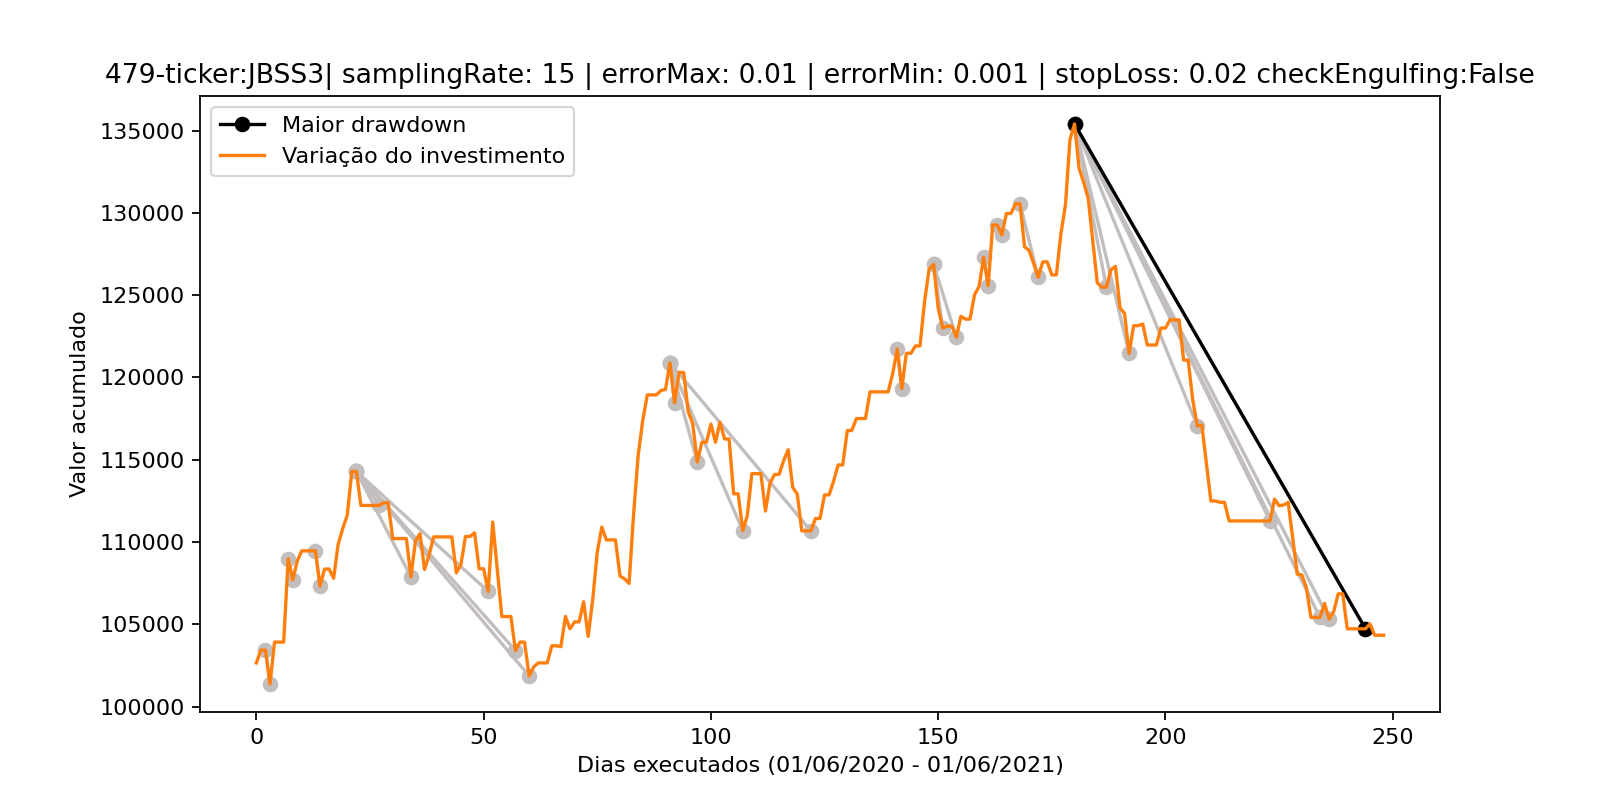 479-ticker:JBSS3| samplingRate: 15 | errorMax: 0.01 | errorMin: 0.001 | stopLoss: 0.02 checkEngulfing:False
Maior drawdown
Variação do investimento
135000
130000
125000
120000
115000
110000
105000
100000
Valor acumulado
0 50 100 150 200 250
Dias executados (01/06/2020 - 01/06/2021)